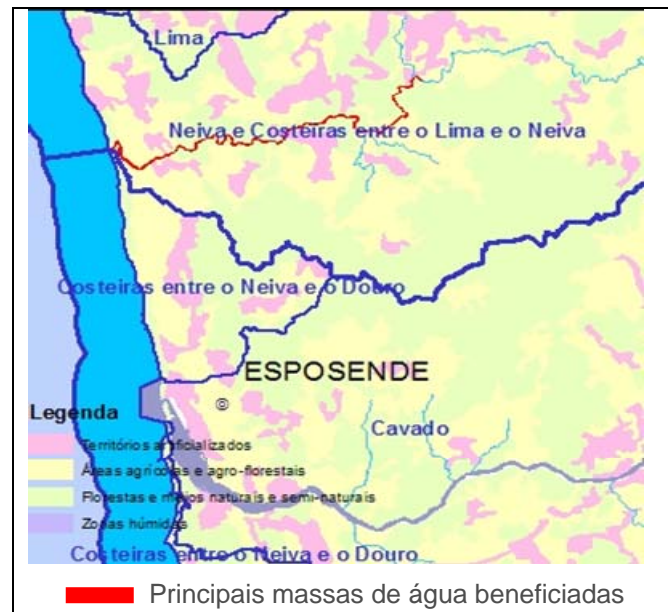 Lima
Neiva e Costeiras entre o Lima e o Neiva
Costeiras entre o Neiva e o Douro
ESPOSENDE
Legenda
Cavado
Territórios artificializados
Áreas agrícolas e agro-florestais
Florestas e meios naturais e semi-naturais
Zonas húmidas
Costeiras entre o Neiva e o Douro
Principais massas de água beneficiadas